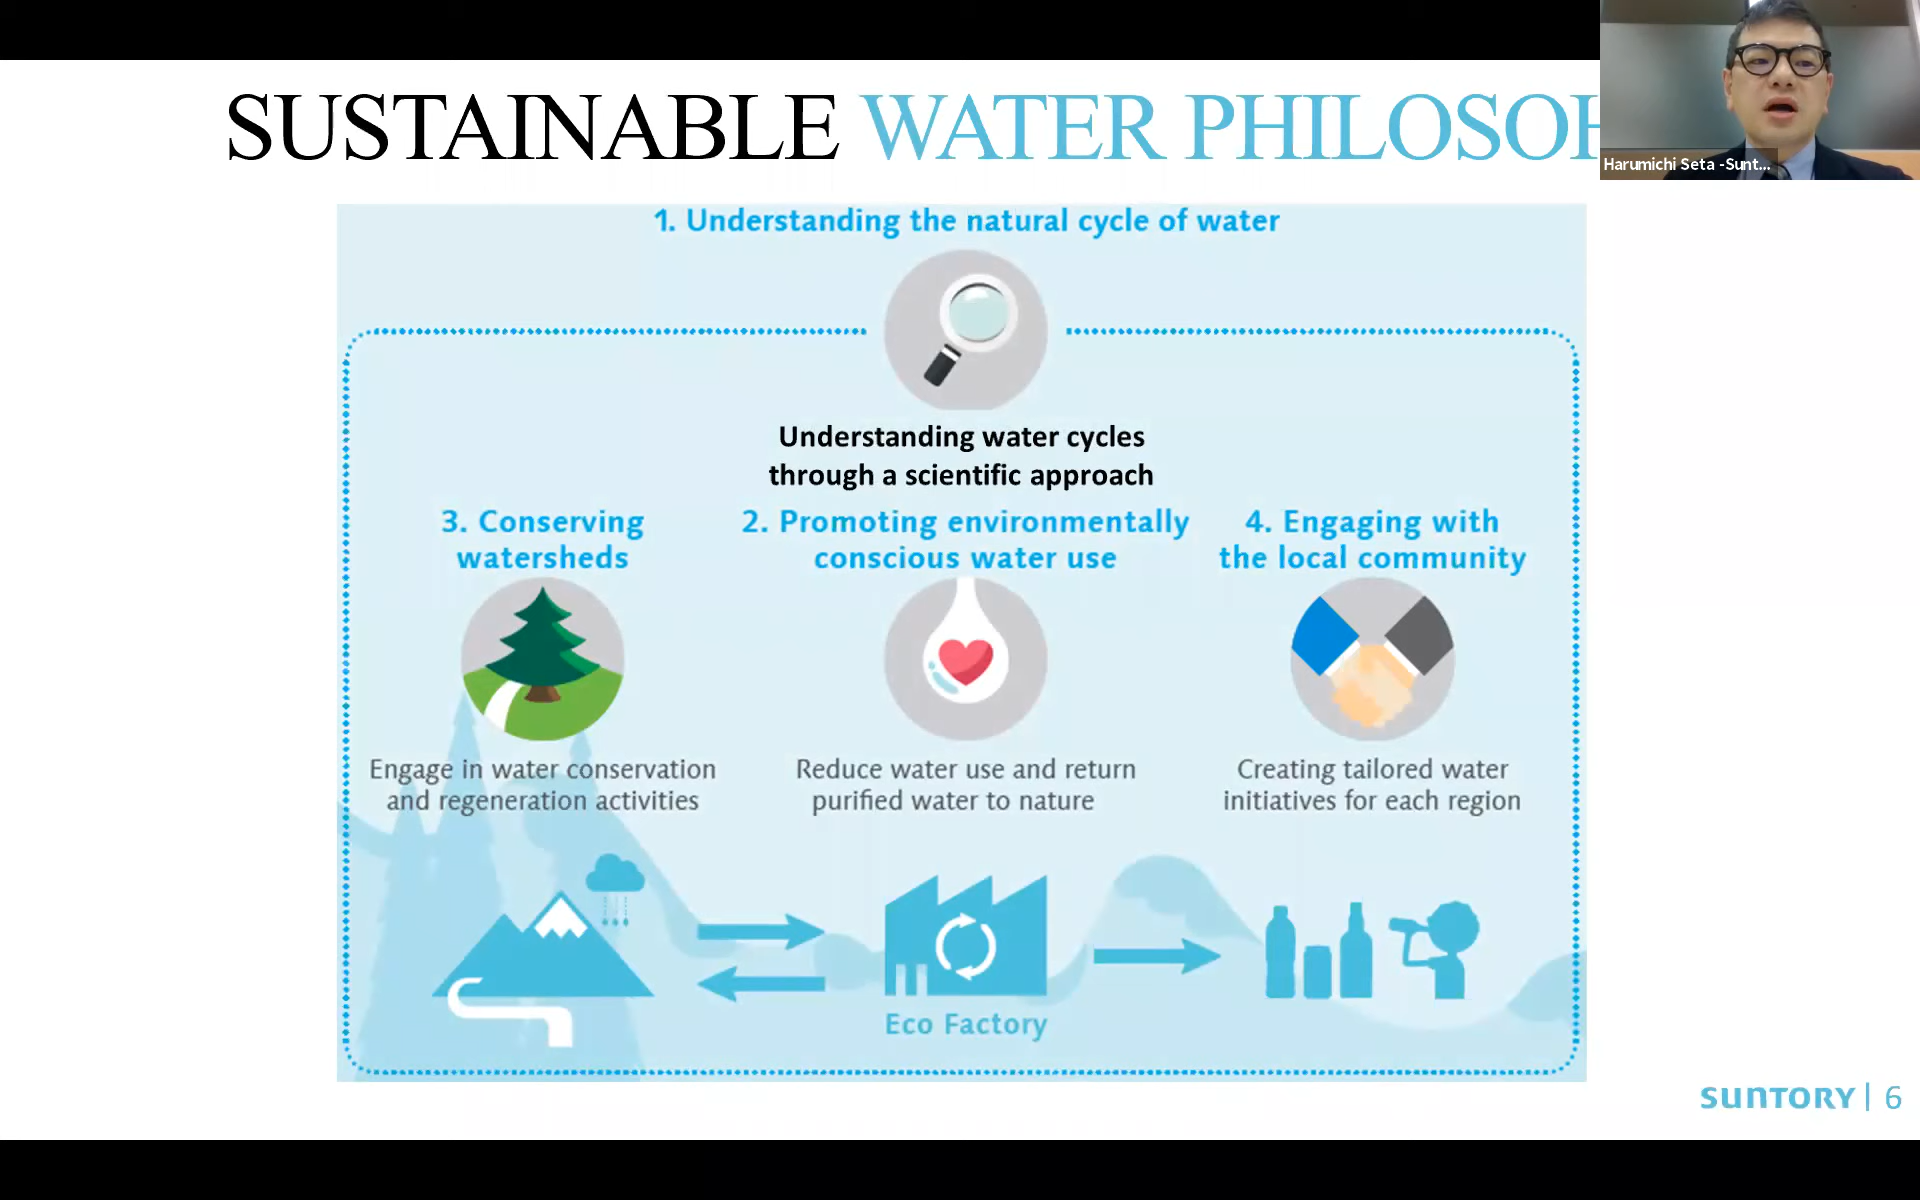 SUSTAINABLE WATER PHILOSOPH
Harumichi Seta -Sunt...
1. Understanding the natural cycle of water
Understanding water cycles
through a scientific approach
3. Conserving
watersheds
Engage in water conservation
and regeneration activities
2. Promoting environmentally
conscious water use
Reduce water use and return
purified water to nature
4. Engaging with
the local community
Creating tailored water
initiatives for each region
Eco Factory
SUNTORY | 6